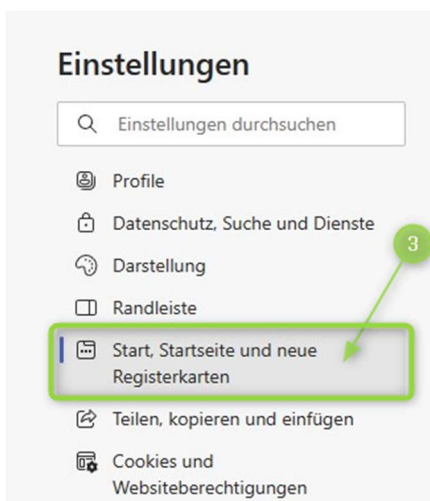 Einstellungen
Einstellungen durchsuchen
Profile
Datenschutz, Suche und Dienste
3
Darstellung
Randleiste
Start, Startseite und neue
Registerkarten
Teilen, kopieren und einfügen
Cookies und
Websiteberechtigungen